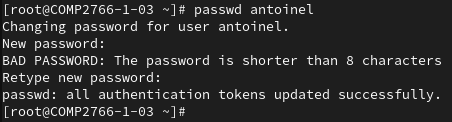 [root@COMP2766-1-03 ~]# passwd antoinel
Changing password for user antoinel.
New password:
BAD PASSWORD: The password is shorter than 8 characters
Retype new password:
passwd: all authentication tokens updated successfully.
[root@COMP2766-1-03 ~]#